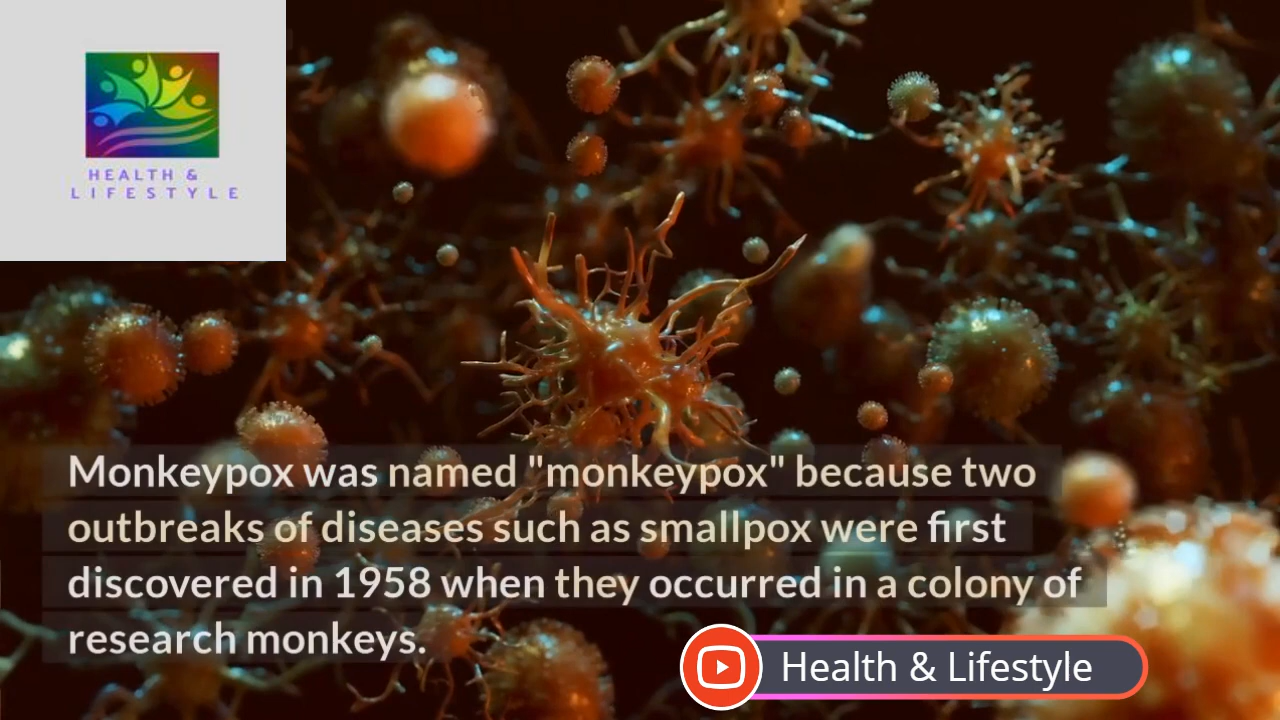 HEALTH &
LIFESTYLE
Monkeypox was named "monkeypox" because two
outbreaks of diseases such as smallpox were first
discovered in 1958 when they occurred in a colony of
research monkeys.
Health & Lifestyle